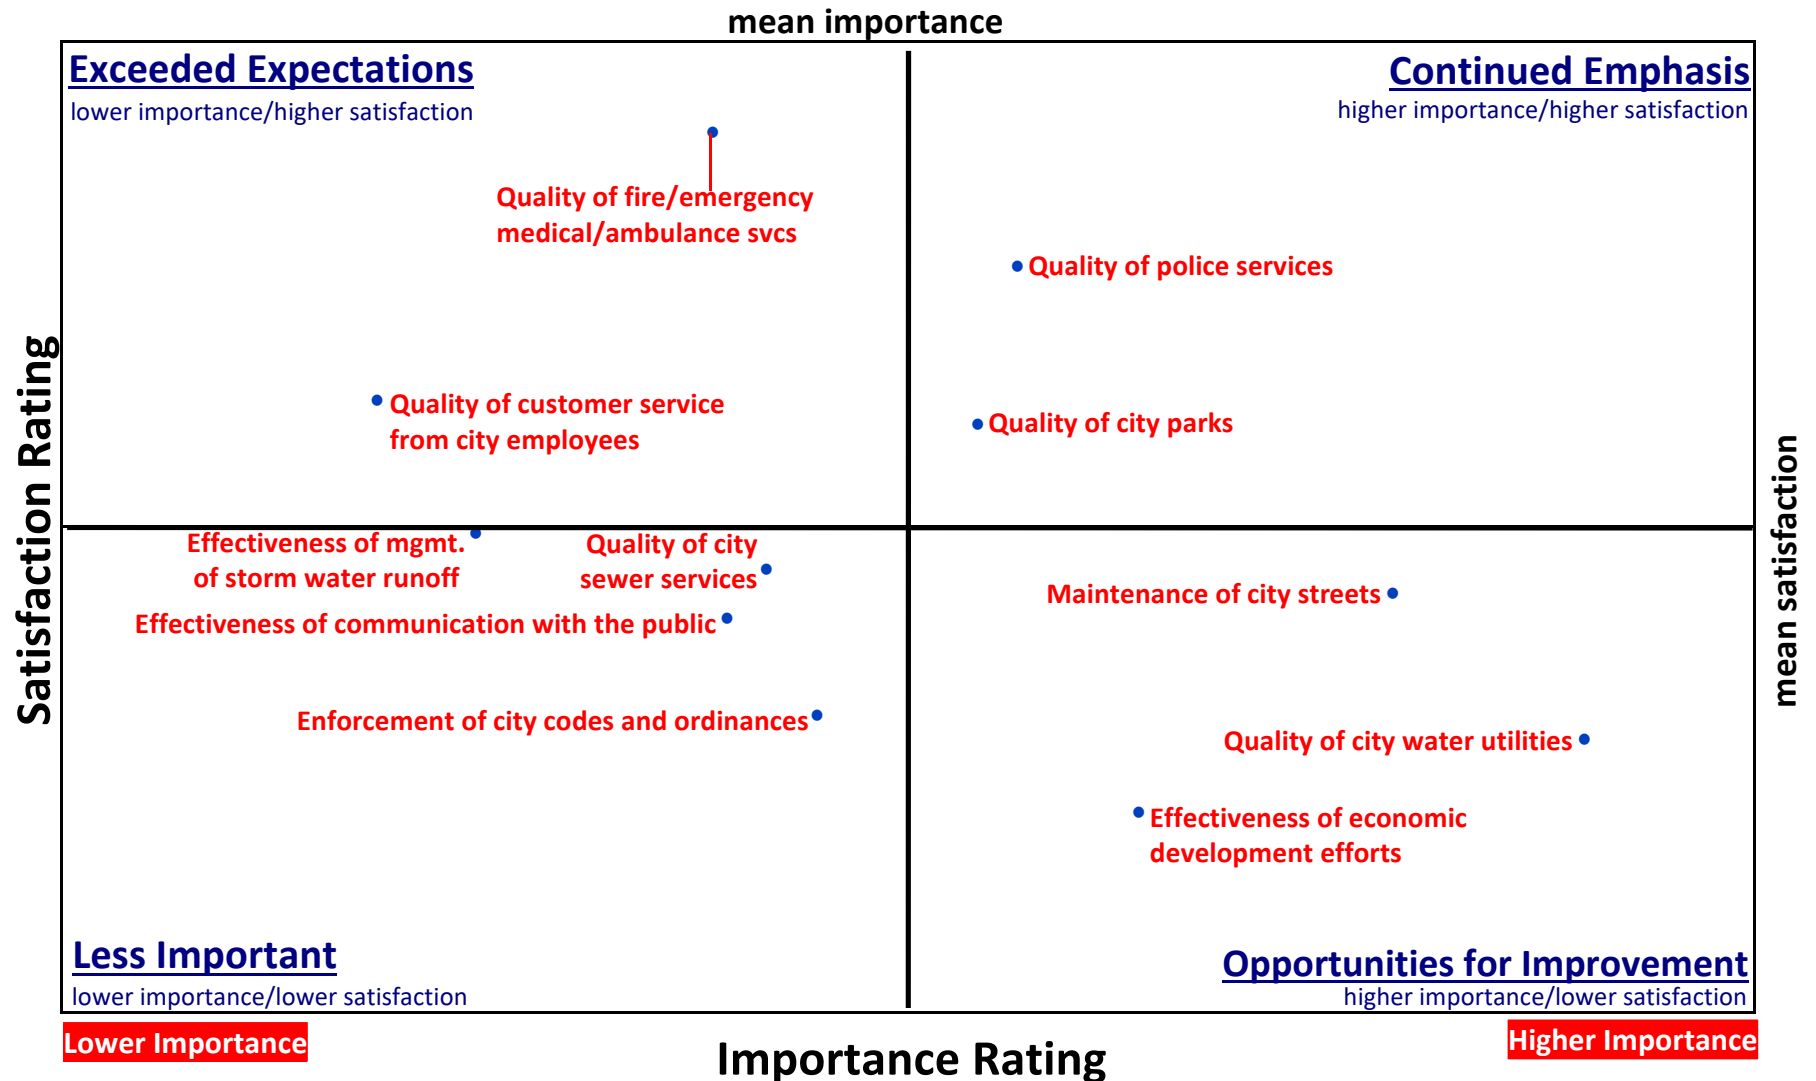 mean importance
Exceeded Expectations
lower importance/higher satisfaction
Continued Emphasis
higher importance/higher satisfaction
Quality of fire/emergency
medical/ambulance svcs
Quality of police services
Quality of customer service
from city employees
Quality of city parks
Satisfaction Rating
mean satisfaction
Effectiveness of mgmt.
of storm water runoff
Quality of city
sewer services
Effectiveness of communication with the public
Maintenance of city streets
Enforcement of city codes and ordinances
Quality of city water utilities
Effectiveness of economic
development efforts
Less Important
lower importance/lower satisfaction
Opportunities for Improvement
higher importance/lower satisfaction
Lower Importance
Importance Rating
Higher Importance